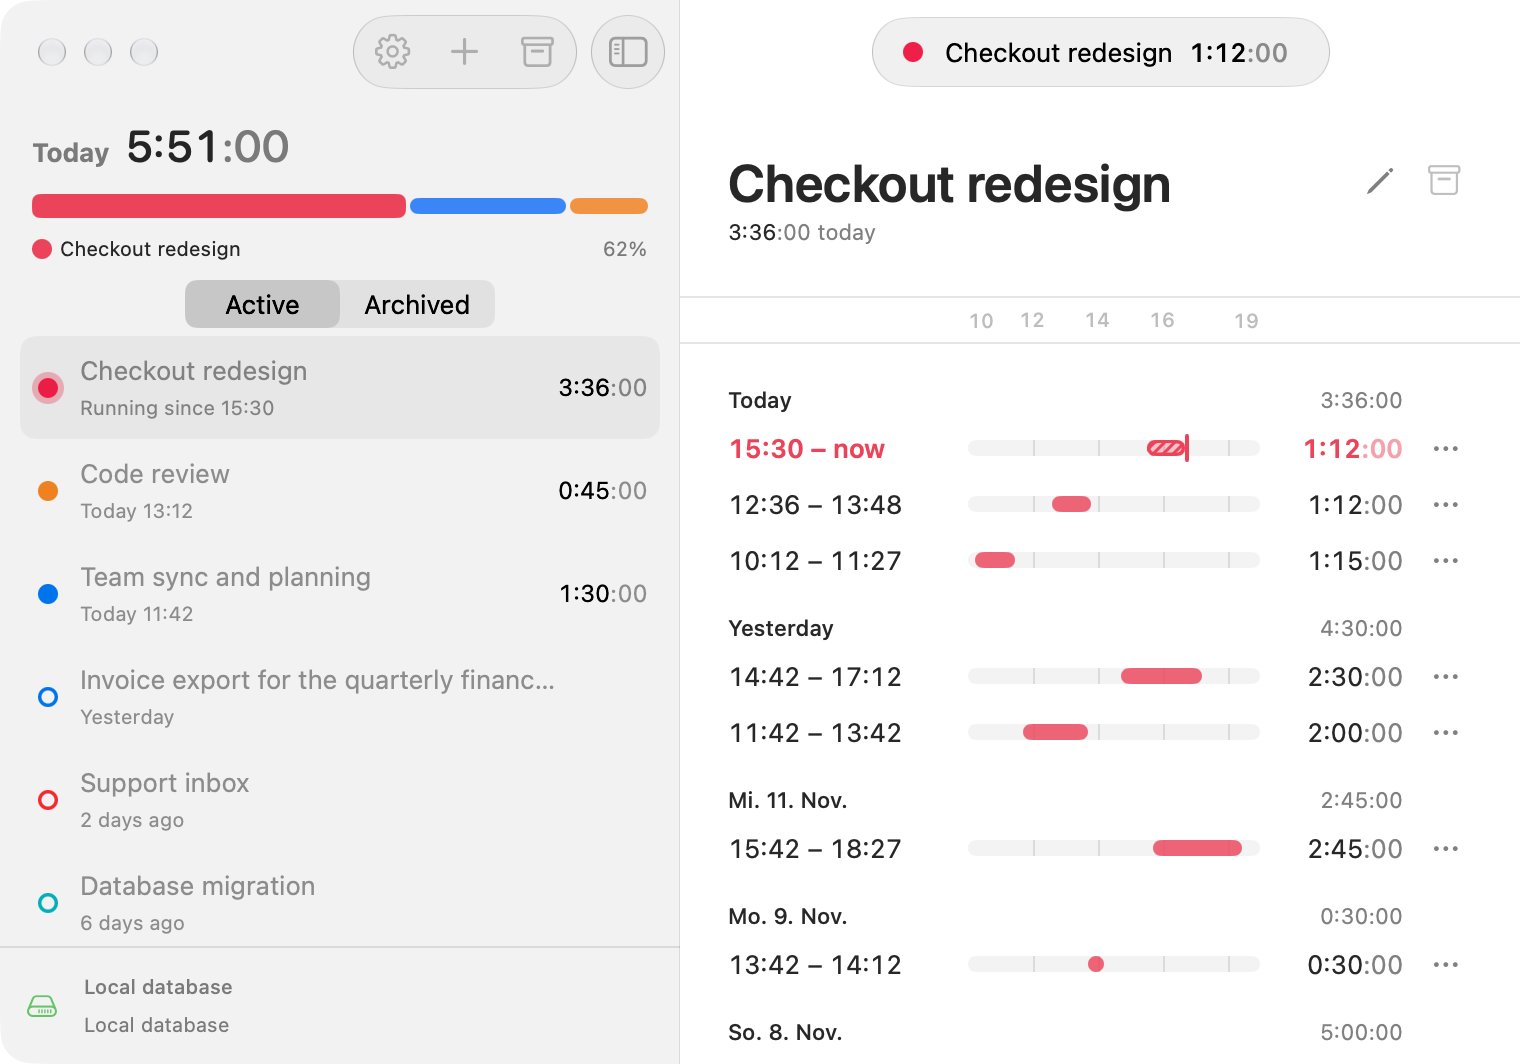 Today 5:51:00
Checkout redesign 62%
Active Archived
Checkout redesign 3:36:00
Running since 15:30
Code review 0:45:00
Today 13:12
Team sync and planning 1:30:00
Today 11:42
Invoice export for the quarterly financ...
Yesterday
Support inbox
2 days ago
Database migration
6 days ago
Local database
Local database
Checkout redesign 1:12:00
Checkout redesign
3:36:00 today
10 12 14 16 19
Today 3:36:00
15:30 – now 1:12:00
12:36 – 13:48 1:12:00
10:12 – 11:27 1:15:00
Yesterday 4:30:00
14:42 – 17:12 2:30:00
11:42 – 13:42 2:00:00
Mi. 11. Nov. 2:45:00
15:42 – 18:27 2:45:00
Mo. 9. Nov. 0:30:00
13:42 – 14:12 0:30:00
So. 8. Nov. 5:00:00